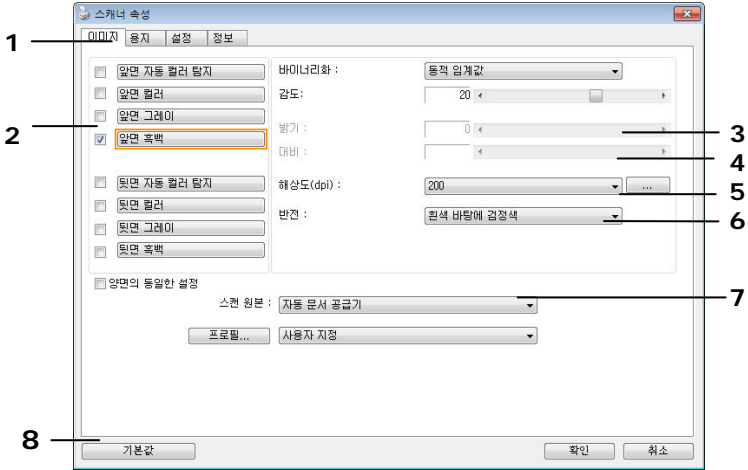 스캐너 속성
1 이미지 용지 설정 정보
앞면 자동 컬러 탐지 바이너리화 : 동적 임계값
앞면 컬러 감도: 20
앞면 그레이
2 앞면 흑백 밝기 : 0 3
대비 : 4
뒷면 자동 컬러 탐지 해상도(dpi) : 200 ... 5
뒷면 컬러 반전 : 흰색 바탕에 검정색 6
뒷면 그레이
뒷면 흑백
양면의 동일한 설정
스캔 원본 : 자동 문서 공급기 7
프로필... 사용자 지정
8 기본값 확인 취소